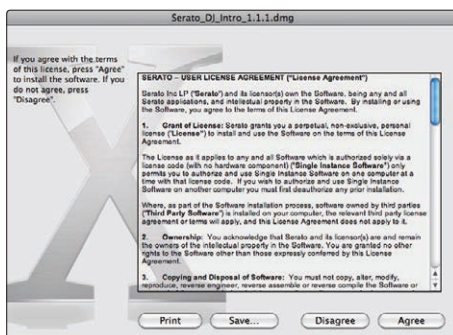 Serato_DJ_Intro_1.1.1.dmg
If you agree with the terms
of this license, press "Agree"
to install the software. If you
do not agree, press
"Disagree".
SERATO – USER LICENSE AGREEMENT ("License Agreement")
Serato Inc LP ("Serato") and its licensor(s) own the Software, being any and all
Serato applications, and intellectual property in the Software. By installing or using
the Software, you agree to the terms of this License Agreement.
1. Grant of License: Serato grants you a perpetual, non-exclusive, personal
license ("License") to install and use the Software on the terms of this License
Agreement.
The License as it applies to any and all Software which is authorized solely via a
license code (with no hardware component) ("Single Instance Software") only
permits you to authorize and use Single Instance Software on one computer at a
time with that license code. If you wish to authorize and use Single Instance
Software on another computer you must first deauthorize any prior installation.
Where, as part of the Software installation process, software owned by third parties
("Third Party Software") is installed on your computer, the relevant third party license
agreement or terms will apply, and this License Agreement does not apply to it.
2. Ownership: You acknowledge that Serato and its licensor(s) are and remain
the owners of the intellectual property in the Software. You are granted no other
rights to the Software other than those expressly conferred by this License
Agreement.
3. Copying and Disposal of Software: You must not copy, alter, modify,
reproduce, reverse engineer, reverse assemble or reverse compile the Software or
Print Save... Disagree Agree